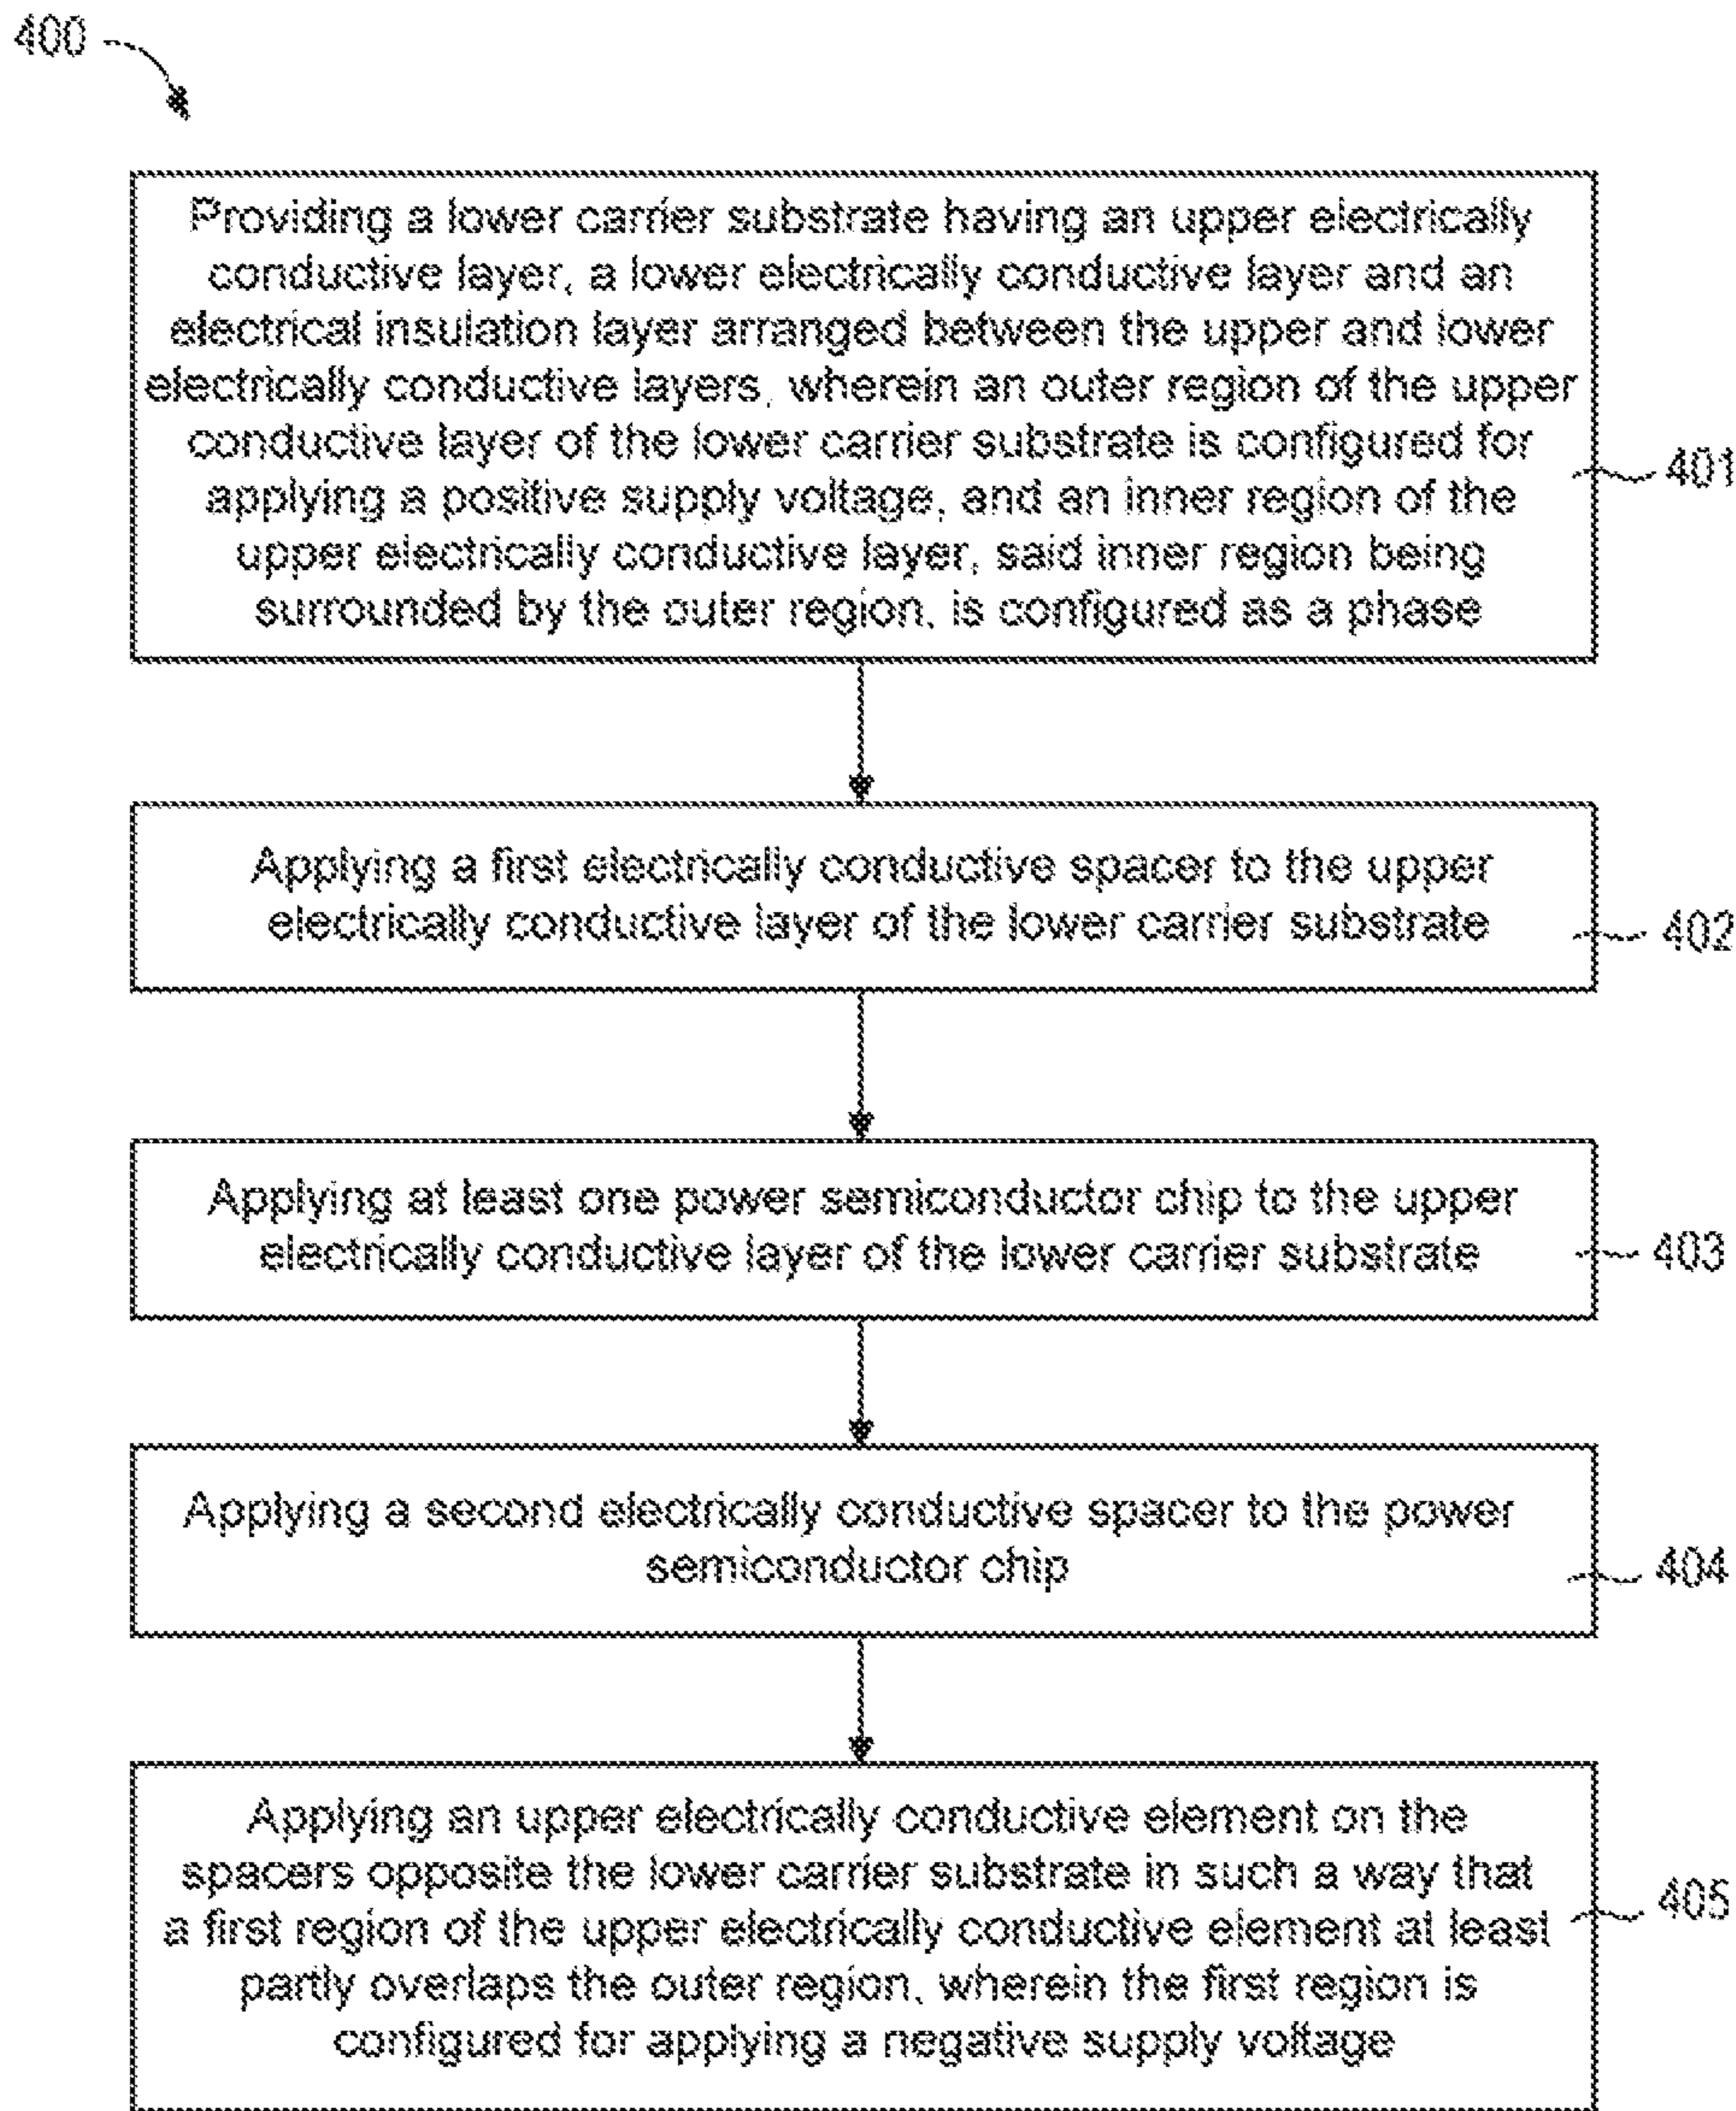 400
Providing a lower carrier substrate having an upper electrically
conductive layer, a lower electrically conductive layer and an
electrical insulation layer arranged between the upper and lower
electrically conductive layers, wherein an outer region of the upper
conductive layer of the lower carrier substrate is configured for
applying a positive supply voltage, and an inner region of the
upper electrically conductive layer, said inner region being
surrounded by the outer region, is configured as a phase
401
Applying a first electrically conductive spacer to the upper
electrically conductive layer of the lower carrier substrate
402
Applying at least one power semiconductor chip to the upper
electrically conductive layer of the lower carrier substrate
403
Applying a second electrically conductive spacer to the power
semiconductor chip
404
Applying an upper electrically conductive element on the
spacers opposite the lower carrier substrate in such a way that
a first region of the upper electrically conductive element at least
partly overlaps the outer region, wherein the first region is
configured for applying a negative supply voltage
405